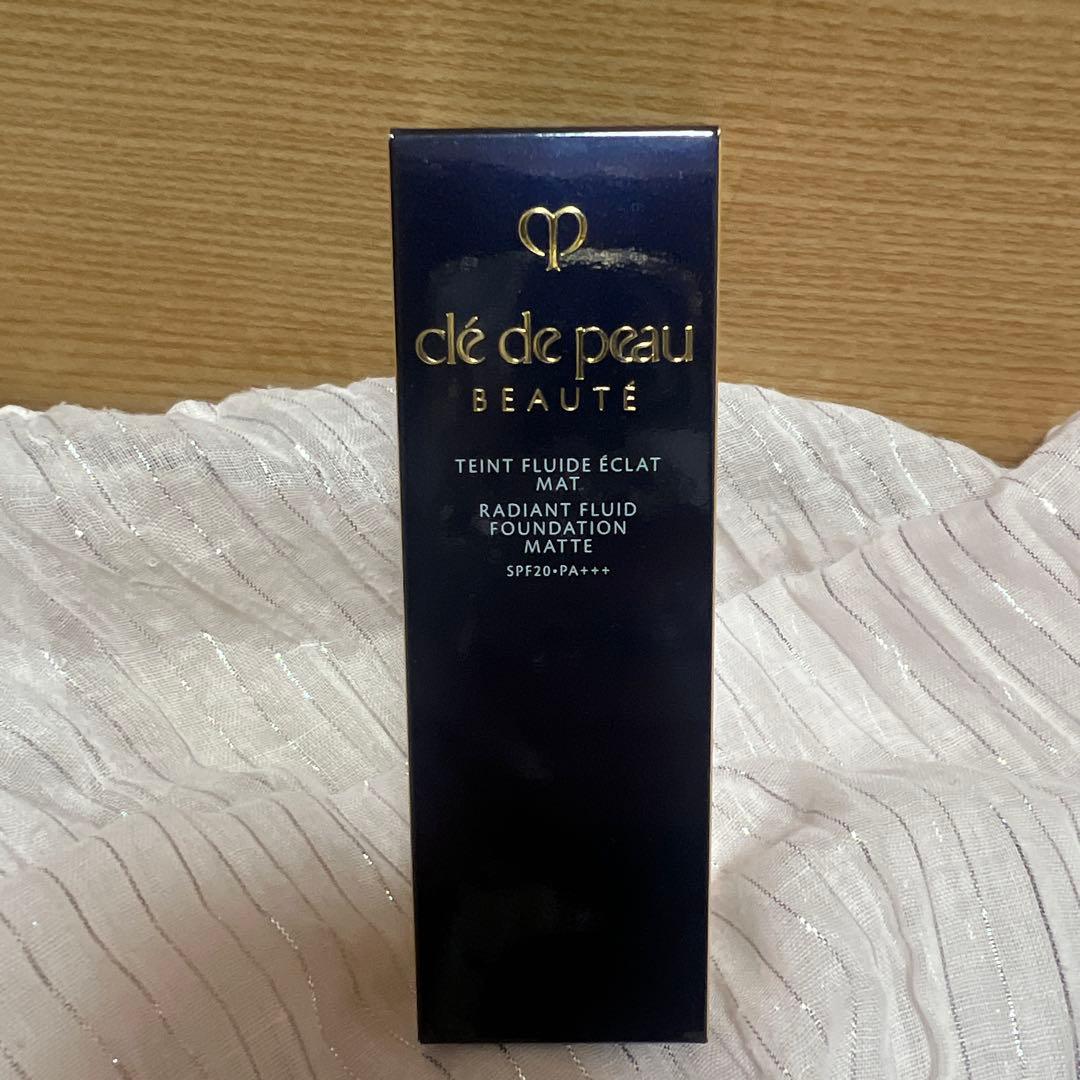 clé de peau
BEAUTÉ
TEINT FLUIDE ÉCLAT
MAT
RADIANT FLUID
FOUNDATION
MATTE
SPF20•PA+++